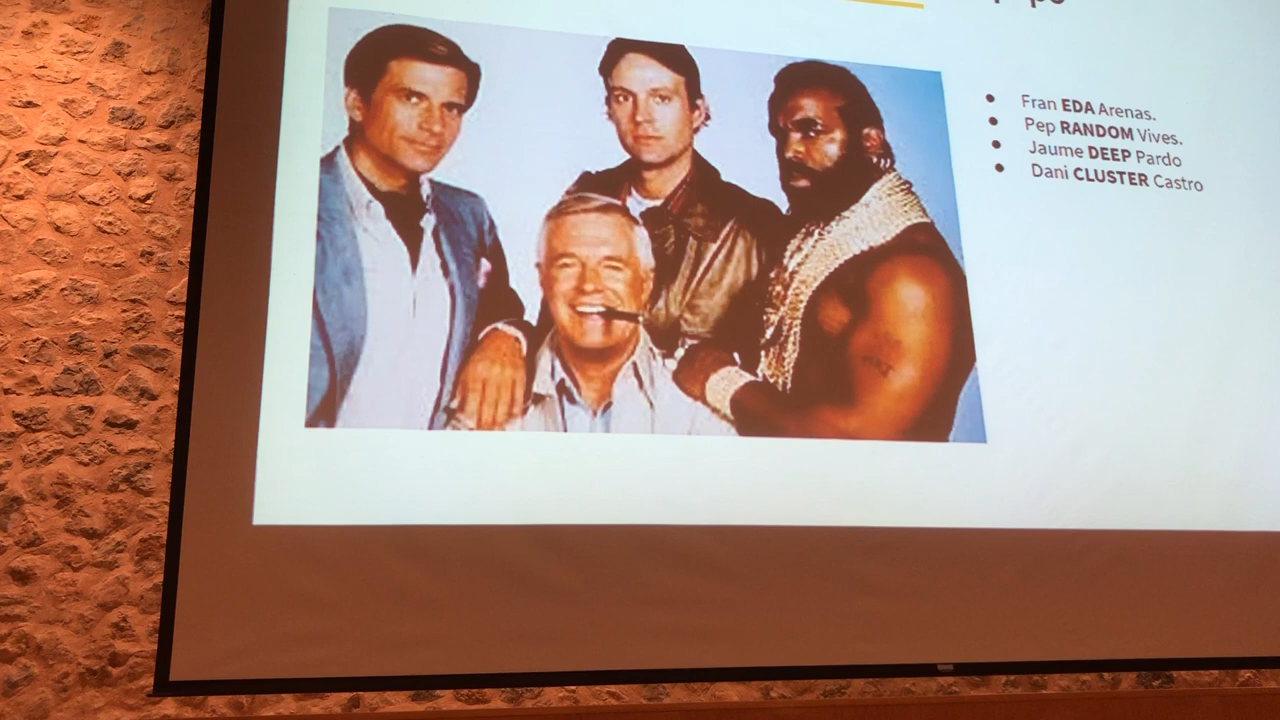 Fran EDA Arenas.
Pep RANDOM Vives.
Jaume DEEP Pardo
Dani CLUSTER Castro